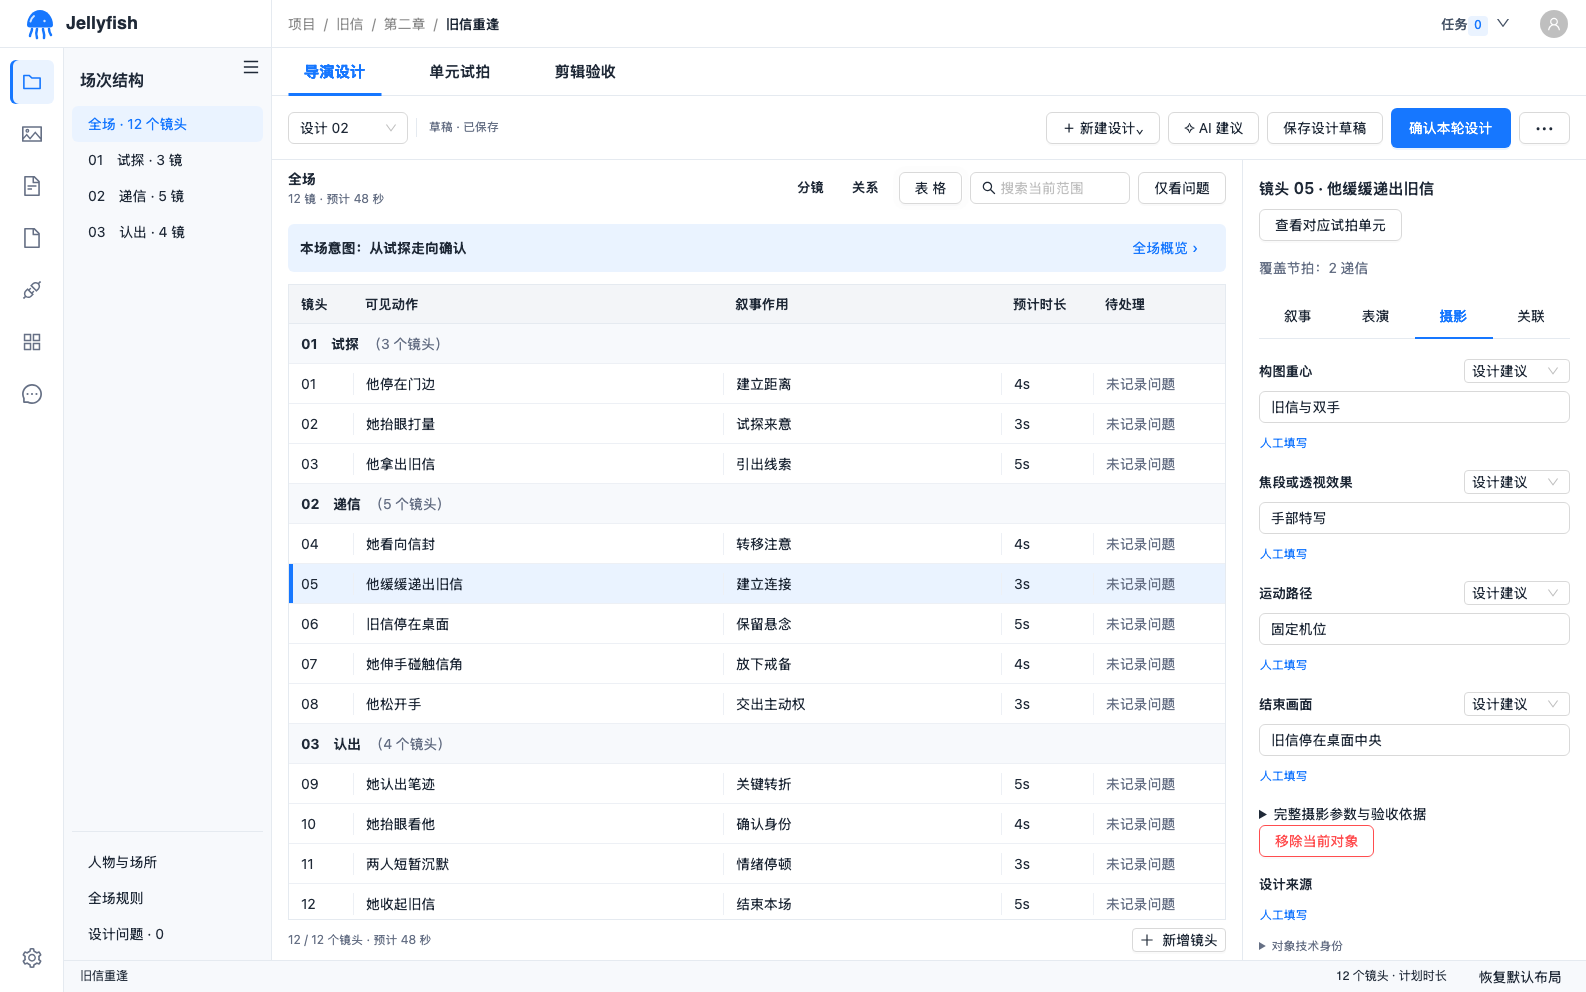 Jellyfish
项目 / 旧信 / 第二章 / 旧信重逢
任务 0
场次结构
全场 · 12 个镜头
01 试探 · 3 镜
02 递信 · 5 镜
03 认出 · 4 镜
人物与场所
全场规则
设计问题 · 0
导演设计 单元试拍 剪辑验收
设计 02
草稿 · 已保存
新建设计
AI 建议
保存设计草稿
确认本轮设计
全场
12 镜 · 预计 48 秒
分镜 关系 表 格
搜索当前范围
仅看问题
本场意图：从试探走向确认
全场概览 ›
镜头 可见动作 叙事作用 预计时长 待处理
01 试探 （3 个镜头）
01 他停在门边 建立距离 4s 未记录问题
02 她抬眼打量 试探来意 3s 未记录问题
03 他拿出旧信 引出线索 5s 未记录问题
02 递信 （5 个镜头）
04 她看向信封 转移注意 4s 未记录问题
05 他缓缓递出旧信 建立连接 3s 未记录问题
06 旧信停在桌面 保留悬念 5s 未记录问题
07 她伸手碰触信角 放下戒备 4s 未记录问题
08 他松开手 交出主动权 3s 未记录问题
03 认出 （4 个镜头）
09 她认出笔迹 关键转折 5s 未记录问题
10 她抬眼看他 确认身份 4s 未记录问题
11 两人短暂沉默 情绪停顿 3s 未记录问题
12 她收起旧信 结束本场 5s 未记录问题
12 / 12 个镜头 · 预计 48 秒
新增镜头
镜头 05 · 他缓缓递出旧信
查看对应试拍单元
覆盖节拍：2 递信
叙事 表演 摄影 关联
构图重心 设计建议
旧信与双手
人工填写
焦段或透视效果 设计建议
手部特写
人工填写
运动路径 设计建议
固定机位
人工填写
结束画面 设计建议
旧信停在桌面中央
人工填写
完整摄影参数与验收依据
移除当前对象
设计来源
人工填写
对象技术身份
旧信重逢
12 个镜头 · 计划时长
恢复默认布局